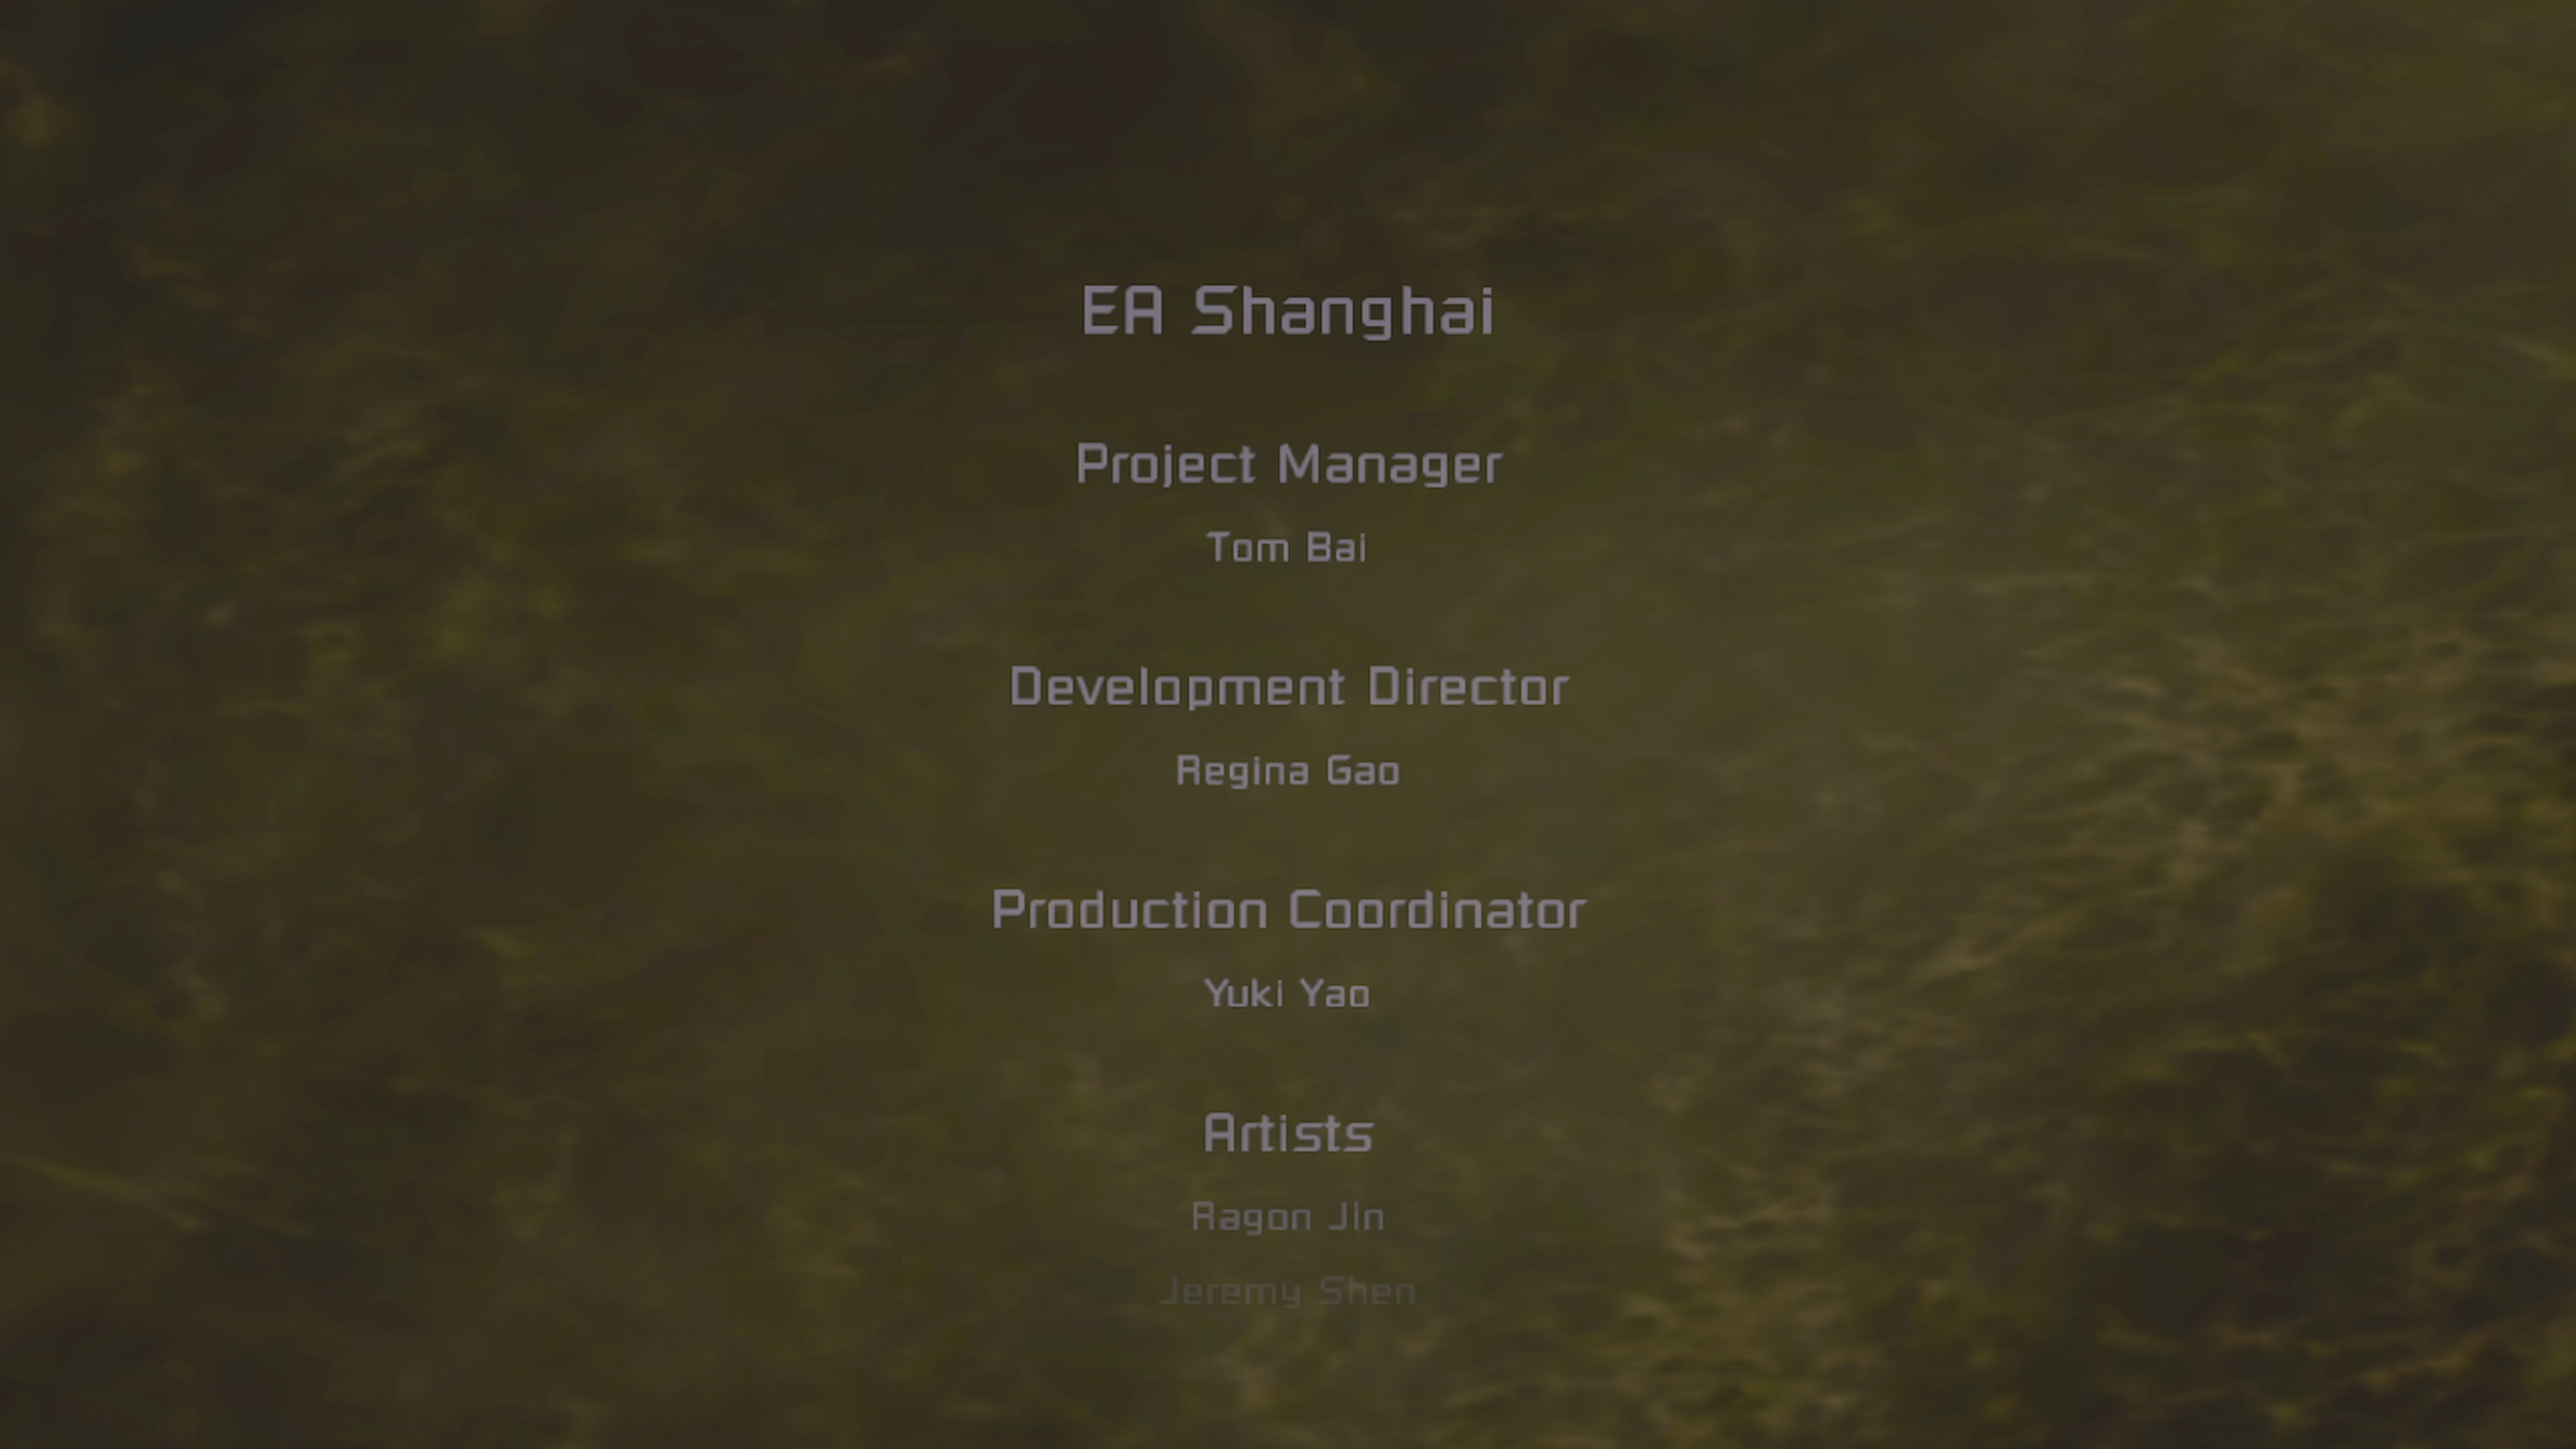 EA Shanghai
Project Manager
Tom Bai
Development Director
Regina Gao
Production Coordinator
Yuki Yao
Artists
Ragon Jin
Jeremy Shen